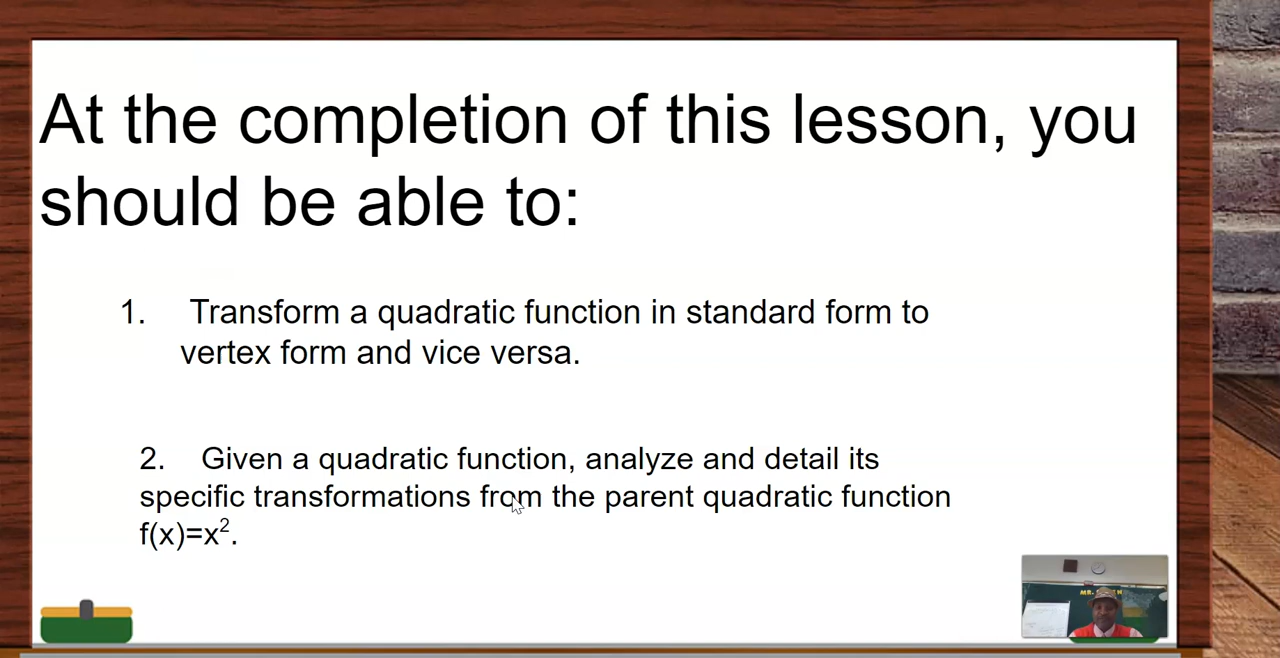 At the completion of this lesson, you
should be able to:
1. Transform a quadratic function in standard form to
vertex form and vice versa.
2. Given a quadratic function, analyze and detail its
specific transformations from the parent quadratic function
f(x)=x².
MR.